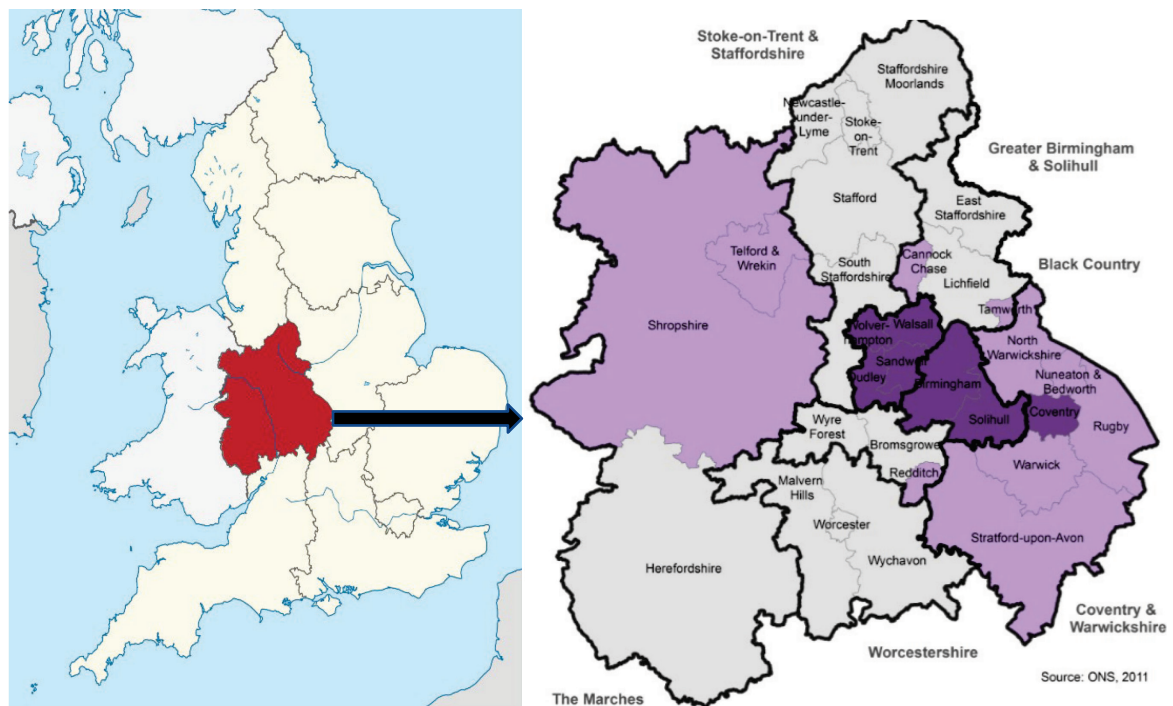 Stoke-on-Trent &
Staffordshire
Staffordshire
Moorlands
Newcastle-
under-
Lyme
Stoke-
on-
Trent
Greater Birmingham
& Solihull
Stafford
East
Staffordshire
Telford &
Wrekin
South
Staffordshire
Cannock
Chase
Lichfield
Black Country
Tamworth
Shropshire
Wolver-
hampton
Walsall
North
Warwickshire
Sandwell
Dudley
Birmingham
Nuneaton &
Bedworth
Solihull
Coventry
Rugby
Wyre
Forest
Bromsgrove
Redditch
Warwick
Malvern
Hills
Worcester
Stratford-upon-Avon
Herefordshire
Wychavon
Coventry &
Warwickshire
Worcestershire
Source: ONS, 2011
The Marches